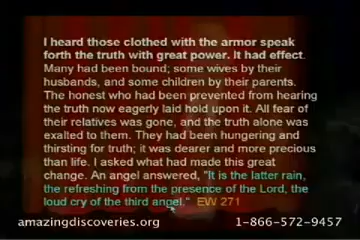 I heard those clothed with the armor speak
forth the truth with great power. It had effect.
Many had been bound; some wives by their
husbands, and some children by their parents.
The honest who had been prevented from hearing
the truth now eagerly laid hold upon it. All fear of
their relatives was gone, and the truth alone was
exalted to them. They had been hungering and
thirsting for truth; it was dearer and more precious
than life. I asked what had made this great
change. An angel answered, "It is the latter rain,
the refreshing from the presence of the Lord, the
loud cry of the third angel." EW 271
amazingdiscoveries.org 1-866-572-9457